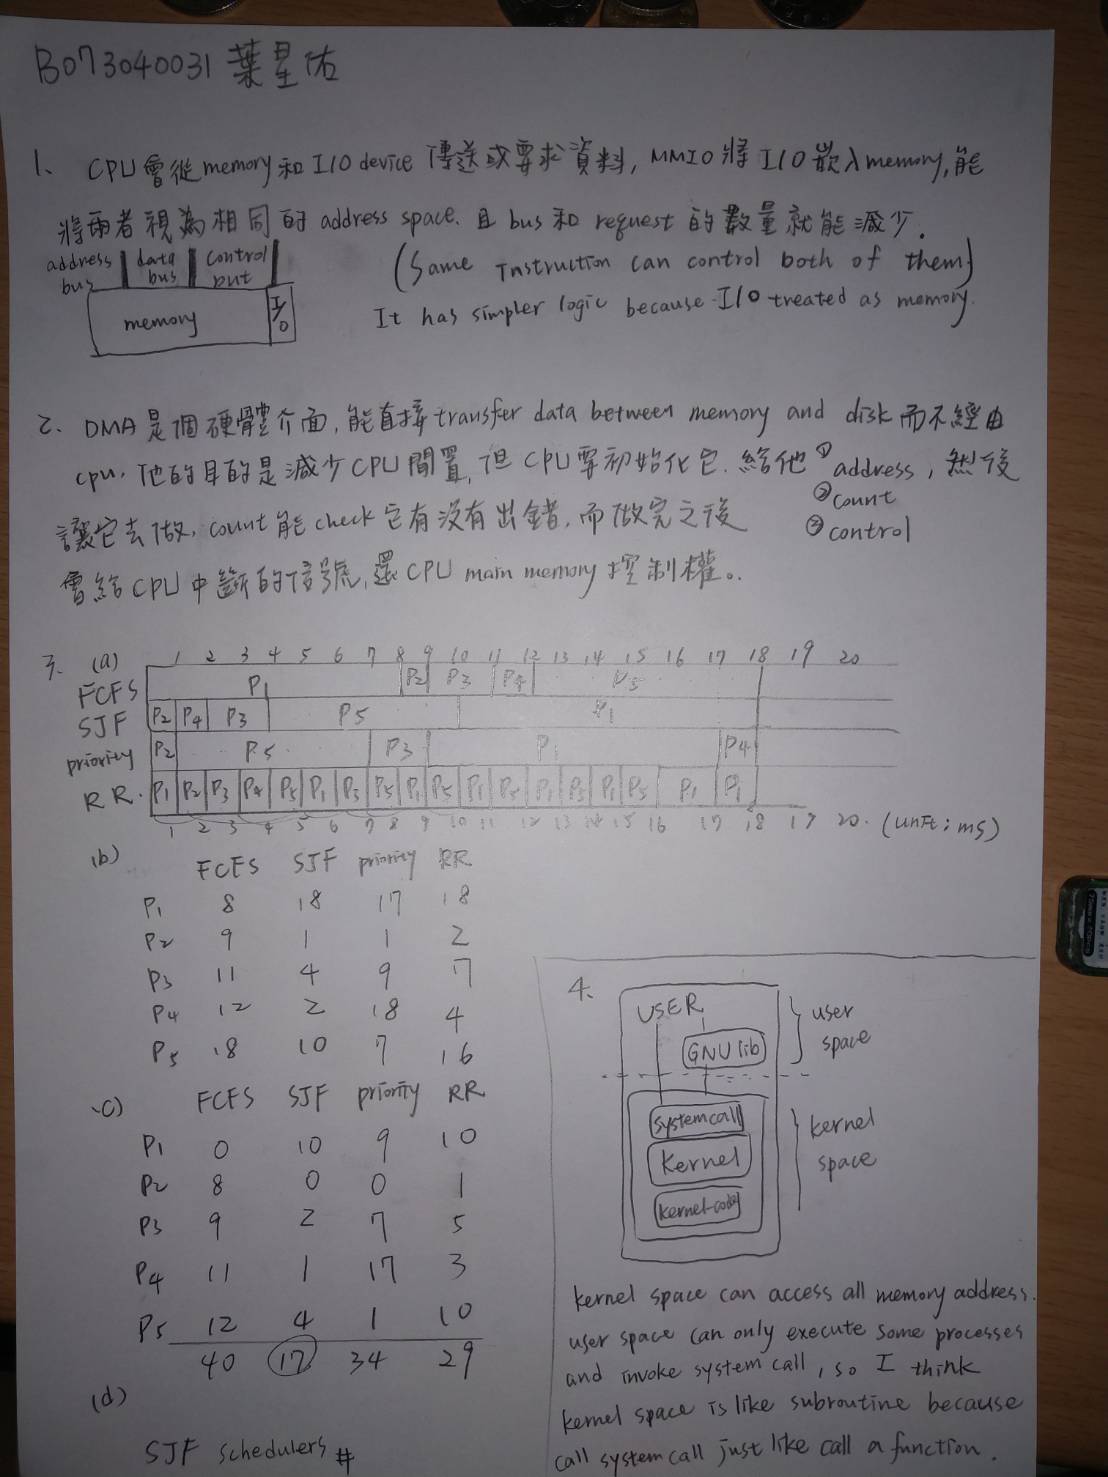 B073040031 葉星佑
1、 CPU會從memory和I/O device 傳送或要求資料, MMIO將I/O嵌入memory,能
將兩者視為相同的address space. 且 bus 和 request 的數量就能減少.
address bus data bus control but
memory I/O
(Same Instruction can control both of them)
It has simpler logic because I/O treated as memory.
2、 DMA是個硬體介面,能直接transfer data between memory and disk 而不經由
cpu. 他的目的是減少CPU閒置,但CPU要初始化它. 給他 ①address, 然後
②count
③control
讓它去做, count能check它有沒有出錯,而做完之後
會給CPU中斷的信號,還CPU main memory控制權。
3. (a) 1 2 3 4 5 6 7 8 9 10 11 12 13 14 15 16 17 18 19 20
FCFS P1 P2 P3 P4 P5
SJF P2 P4 P3 P5 P1
priority P2 P5 P3 P1 P4
RR. P1 P2 P3 P4 P5 P1 P3 P5 P1 P5 P1 P5 P1 P5 P1 P5 P1 P1
1 2 3 4 5 6 7 8 9 10 11 12 13 14 15 16 17 18 19 20. (unit: ms)
(b) FCFS SJF priority RR
P1 8 18 17 18
P2 9 1 1 2
P3 11 4 9 7
P4 12 2 18 4
P5 18 10 7 16
(c) FCFS SJF priority RR
P1 0 10 9 10
P2 8 0 0 1
P3 9 2 7 5
P4 11 1 17 3
P5 12 4 1 10
40 17 34 29
(d)
SJF schedulers #
4、
USER
GNU lib
user space
system call
Kernel
kernel-code
kernel space
kernel space can access all memory address.
user space can only execute some processes
and invoke system call, so I think
kernel space is like subroutine because
call system call just like call a function.